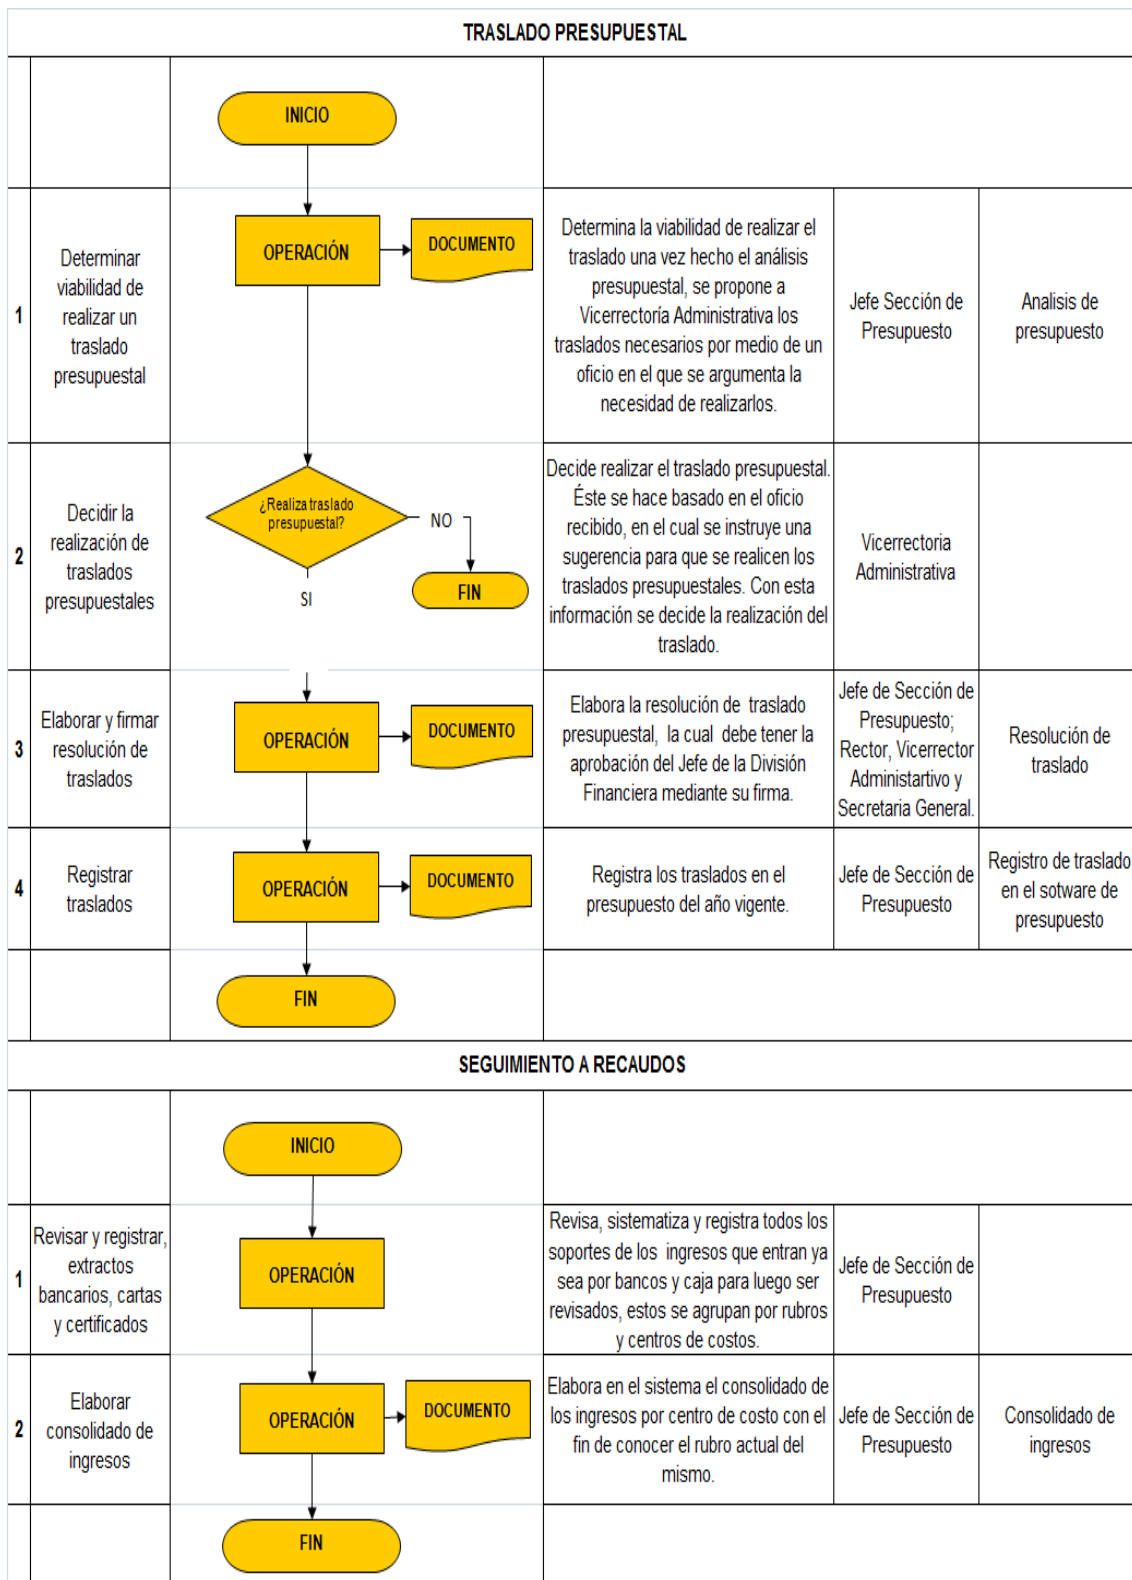 TRASLADO PRESUPUESTAL
INICIO
1
Determinar
viabilidad de
realizar un
traslado
presupuestal
OPERACIÓN
DOCUMENTO
Determina la viabilidad de realizar el
traslado una vez hecho el análisis
presupuestal, se propone a
Vicerrectoría Administrativa los
traslados necesarios por medio de un
oficio en el que se argumenta la
necesidad de realizarlos.
Jefe Sección de
Presupuesto
Analisis de
presupuesto
2
Decidir la
realización de
traslados
presupuestales
¿Realiza traslado
presupuestal?
NO
FIN
SI
Decide realizar el traslado presupuestal.
Éste se hace basado en el oficio
recibido, en el cual se instruye una
sugerencia para que se realicen los
traslados presupuestales. Con esta
información se decide la realización del
traslado.
Vicerrectoria
Administrativa
3
Elaborar y firmar
resolución de
traslados
OPERACIÓN
DOCUMENTO
Elabora la resolución de traslado
presupuestal, la cual debe tener la
aprobación del Jefe de la División
Financiera mediante su firma.
Jefe de Sección de
Presupuesto;
Rector, Vicerrector
Administartivo y
Secretaria General.
Resolución de
traslado
4
Registrar
traslados
OPERACIÓN
DOCUMENTO
Registra los traslados en el
presupuesto del año vigente.
Jefe de Sección de
Presupuesto
Registro de traslado
en el sotware de
presupuesto
FIN
SEGUIMIENTO A RECAUDOS
INICIO
1
Revisar y registrar,
extractos
bancarios, cartas
y certificados
OPERACIÓN
Revisa, sistematiza y registra todos los
soportes de los ingresos que entran ya
sea por bancos y caja para luego ser
revisados, estos se agrupan por rubros
y centros de costos.
Jefe de Sección de
Presupuesto
2
Elaborar
consolidado de
ingresos
OPERACIÓN
DOCUMENTO
Elabora en el sistema el consolidado de
los ingresos por centro de costo con el
fin de conocer el rubro actual del
mismo.
Jefe de Sección de
Presupuesto
Consolidado de
ingresos
FIN